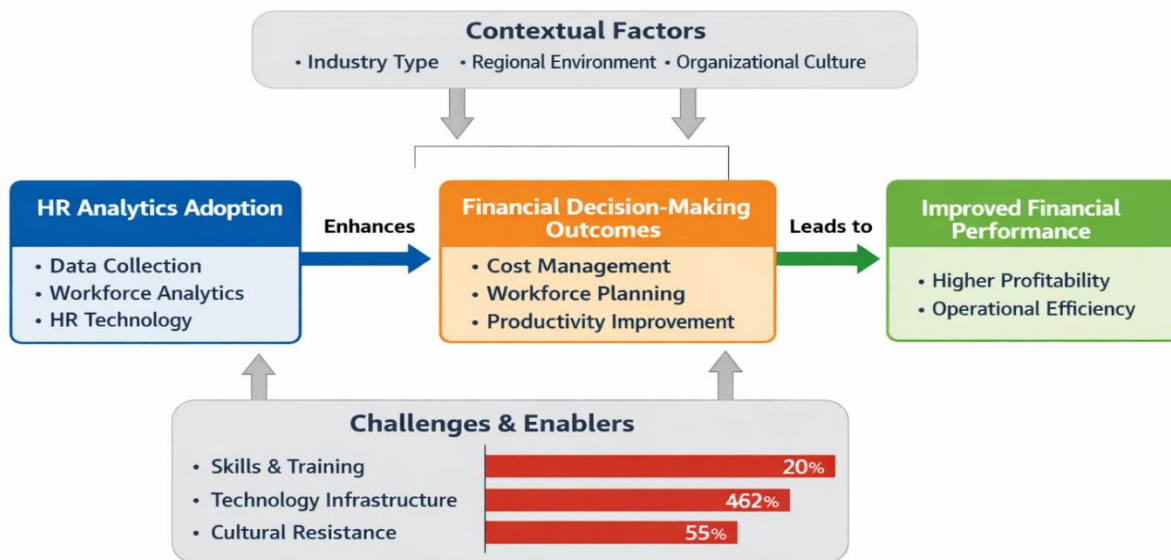 Contextual Factors
• Industry Type • Regional Environment • Organizational Culture
HR Analytics Adoption
• Data Collection
• Workforce Analytics
• HR Technology
Enhances
Financial Decision-Making
Outcomes
• Cost Management
• Workforce Planning
• Productivity Improvement
Leads to
Improved Financial
Performance
• Higher Profitability
• Operational Efficiency
Challenges & Enablers
• Skills & Training 20%
• Technology Infrastructure 462%
• Cultural Resistance 55%